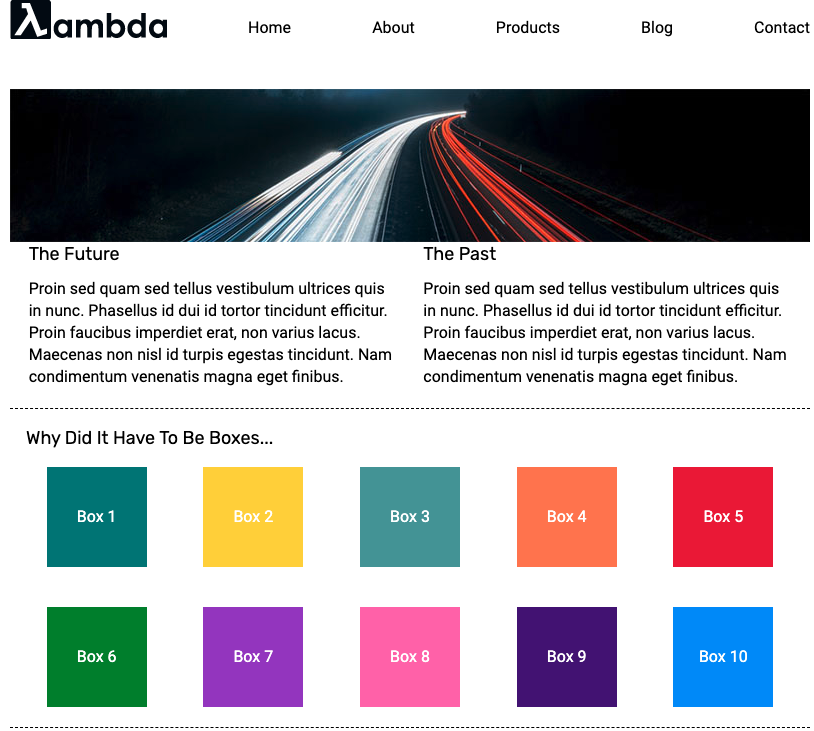 λambda
Home About Products Blog Contact
The Future
Proin sed quam sed tellus vestibulum ultrices quis
in nunc. Phasellus id dui id tortor tincidunt efficitur.
Proin faucibus imperdiet erat, non varius lacus.
Maecenas non nisl id turpis egestas tincidunt. Nam
condimentum venenatis magna eget finibus.
The Past
Proin sed quam sed tellus vestibulum ultrices quis
in nunc. Phasellus id dui id tortor tincidunt efficitur.
Proin faucibus imperdiet erat, non varius lacus.
Maecenas non nisl id turpis egestas tincidunt. Nam
condimentum venenatis magna eget finibus.
Why Did It Have To Be Boxes...
Box 1 Box 2 Box 3 Box 4 Box 5
Box 6 Box 7 Box 8 Box 9 Box 10